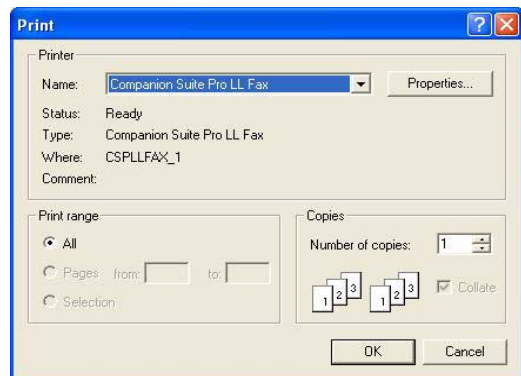 Print
Printer
Name: Companion Suite Pro LL Fax Properties...
Status: Ready
Type: Companion Suite Pro LL Fax
Where: CSPLLFAX_1
Comment:
Print range
All
Pages from: to:
Selection
Copies
Number of copies: 1
1 2 3 1 2 3 Collate
OK Cancel